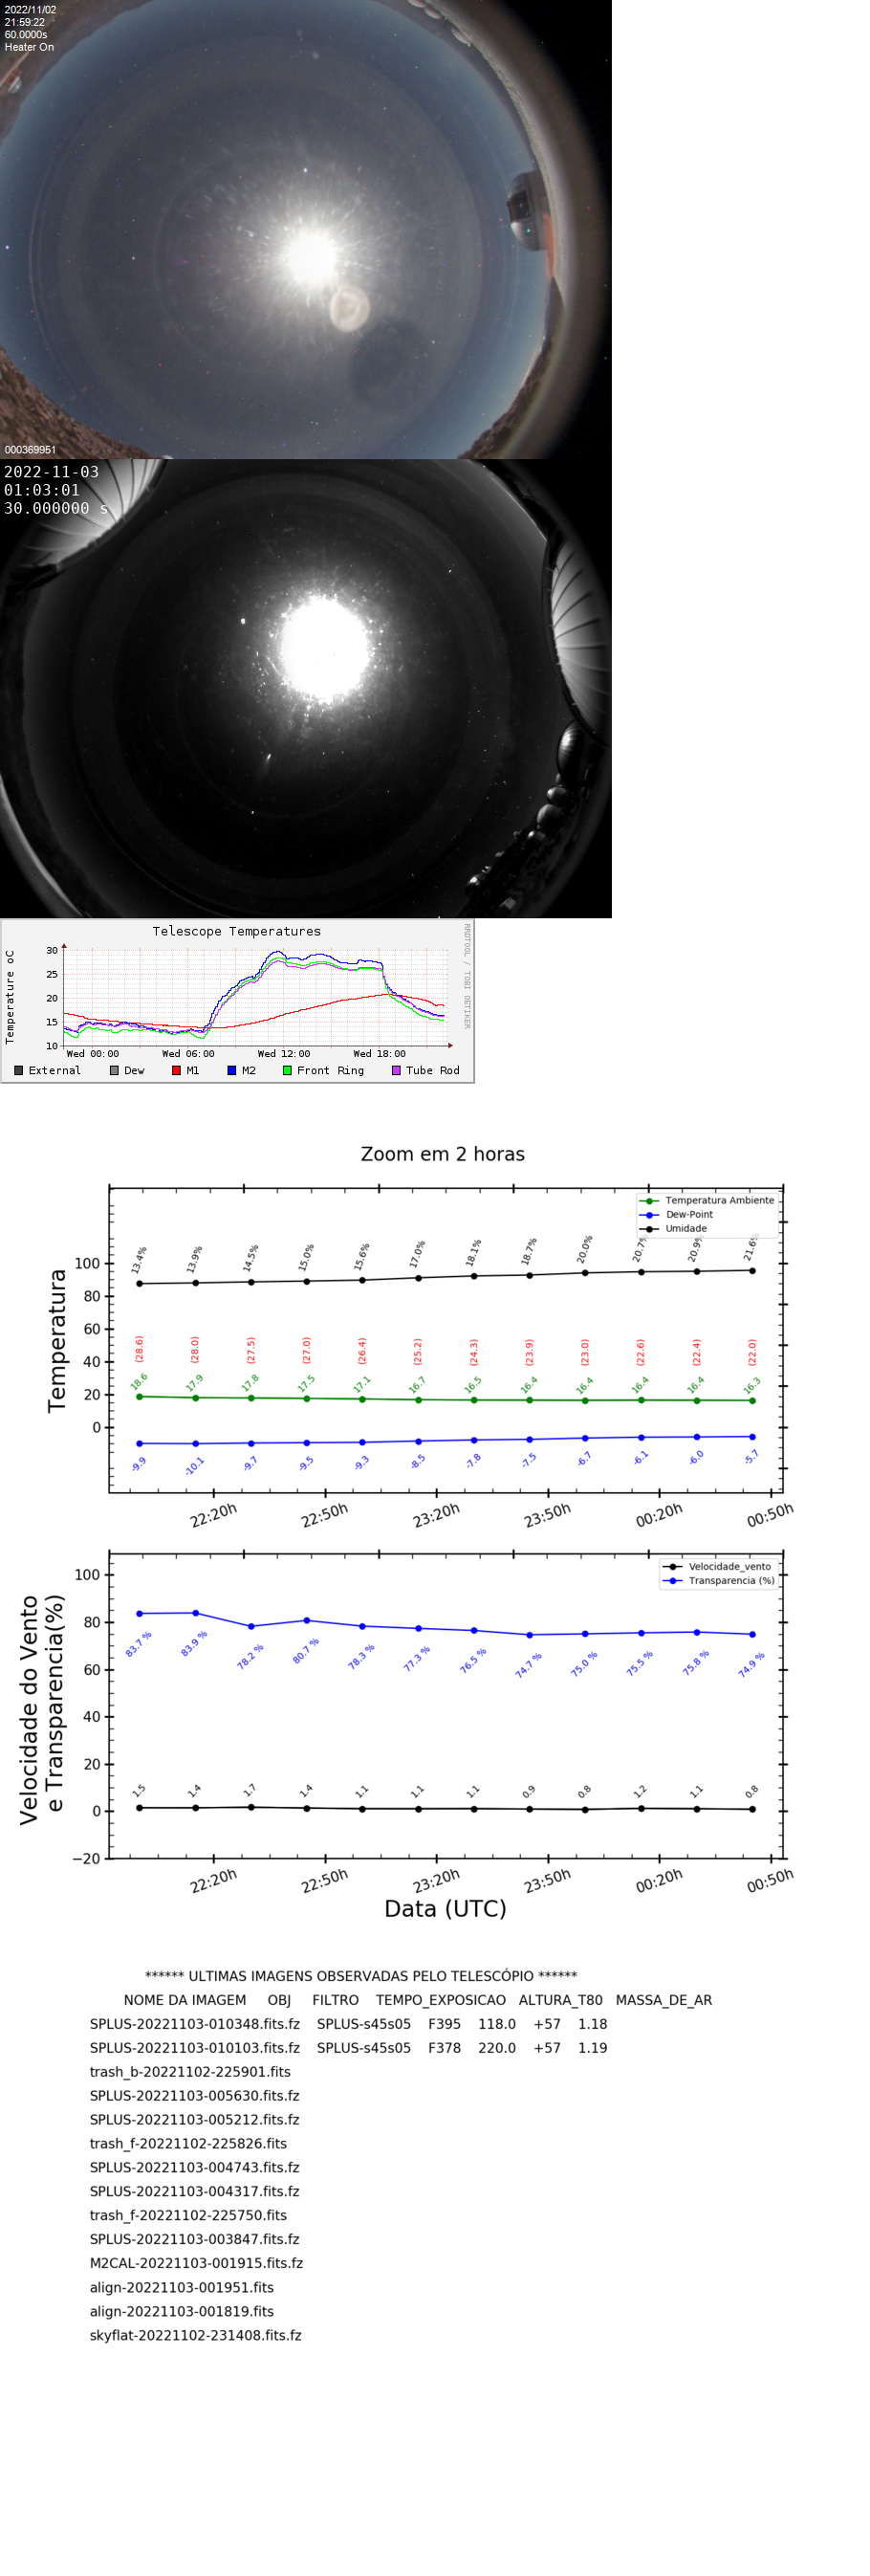 2022/11/02
21:59:22
60.0000s
Heater On
000369951
2022-11-03
01:03:01
30.000000 s
Telescope Temperatures
RRDTOOL / TOBI OETIKER
Temperature oC
30
25
20
15
10
Wed 00:00 Wed 06:00 Wed 12:00 Wed 18:00
External Dew M1 M2 Front Ring Tube Rod
Zoom em 2 horas
Temperatura Ambiente
Dew-Point
Umidade
Temperatura
100
80
60
40
20
0
13.4% 13.9% 14.5% 15.0% 15.6% 17.0% 18.1% 18.7% 20.0% 20.7% 20.9% 21.6%
(28.6) (28.0) (27.5) (27.0) (26.4) (25.2) (24.3) (23.9) (23.0) (22.6) (22.4) (22.0)
18.6 17.9 17.8 17.5 17.1 16.7 16.5 16.4 16.4 16.4 16.4 16.3
-9.9 -10.1 -9.7 -9.5 -9.3 -8.5 -7.8 -7.5 -6.7 -6.1 -6.0 -5.7
22:20h 22:50h 23:20h 23:50h 00:20h 00:50h
Velocidade_vento
Transparencia (%)
Velocidade do Vento
e Transparencia(%)
100
80
60
40
20
0
−20
83.7 % 83.9 % 78.2 % 80.7 % 78.3 % 77.3 % 76.5 % 74.7 % 75.0 % 75.5 % 75.8 % 74.9 %
1.5 1.4 1.7 1.4 1.1 1.1 1.1 0.9 0.8 1.2 1.1 0.8
22:20h 22:50h 23:20h 23:50h 00:20h 00:50h
Data (UTC)
****** ULTIMAS IMAGENS OBSERVADAS PELO TELESCÓPIO ******
NOME DA IMAGEM OBJ FILTRO TEMPO_EXPOSICAO ALTURA_T80 MASSA_DE_AR
SPLUS-20221103-010348.fits.fz SPLUS-s45s05 F395 118.0 +57 1.18
SPLUS-20221103-010103.fits.fz SPLUS-s45s05 F378 220.0 +57 1.19
trash_b-20221102-225901.fits
SPLUS-20221103-005630.fits.fz
SPLUS-20221103-005212.fits.fz
trash_f-20221102-225826.fits
SPLUS-20221103-004743.fits.fz
SPLUS-20221103-004317.fits.fz
trash_f-20221102-225750.fits
SPLUS-20221103-003847.fits.fz
M2CAL-20221103-001915.fits.fz
align-20221103-001951.fits
align-20221103-001819.fits
skyflat-20221102-231408.fits.fz